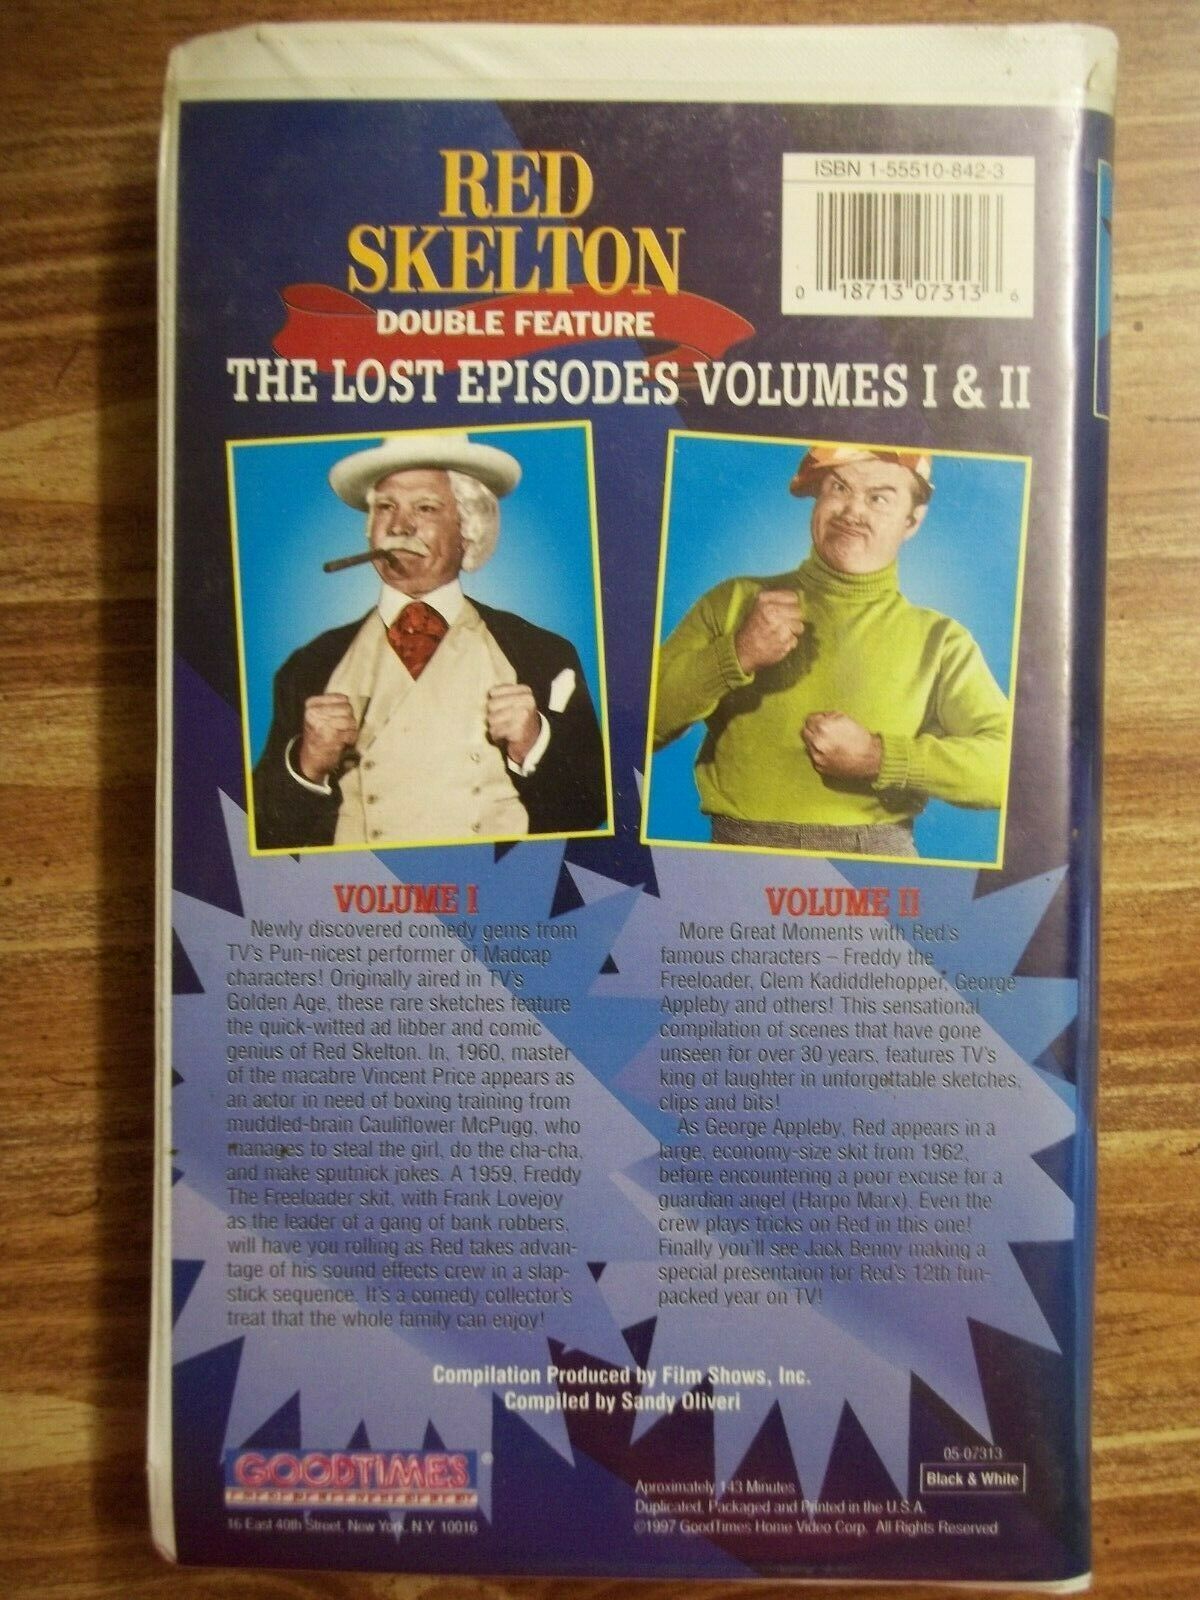 RED
SKELTON
DOUBLE FEATURE
THE LOST EPISODES VOLUMES I & II
ISBN 1-55510-842-3
0 18713 07313 6
VOLUME I
Newly discovered comedy gems from
TV's Pun-nicest performer of Madcap
characters! Originally aired in TV's
Golden Age, these rare sketches feature
the quick-witted ad libber and comic
genius of Red Skelton. In, 1960, master
of the macabre Vincent Price appears as
an actor in need of boxing training from
muddled-brain Cauliflower McPugg, who
manages to steal the girl, do the cha-cha,
and make sputnick jokes. A 1959, Freddy
The Freeloader skit, with Frank Lovejoy
as the leader of a gang of bank robbers,
will have you rolling as Red takes advan-
tage of his sound effects crew in a slap-
stick sequence. It's a comedy collector's
treat that the whole family can enjoy!
VOLUME II
More Great Moments with Red's
famous characters – Freddy the
Freeloader, Clem Kadiddlehopper, George
Appleby and others! This sensational
compilation of scenes that have gone
unseen for over 30 years, features TV's
king of laughter in unforgettable sketches,
clips and bits!
As George Appleby, Red appears in a
large, economy-size skit from 1962,
before encountering a poor excuse for a
guardian angel (Harpo Marx). Even the
crew plays tricks on Red in this one!
Finally you'll see Jack Benny making a
special presentaion for Red's 12th fun-
packed year on TV!
Compilation Produced by Film Shows, Inc.
Compiled by Sandy Oliveri
GOODTIMES®
16 East 40th Street, New York, N.Y. 10016
05-07313
Black & White
Aproximately 143 Minutes
Duplicated, Packaged and Printed in the U.S.A.
©1997 GoodTimes Home Video Corp. All Rights Reserved